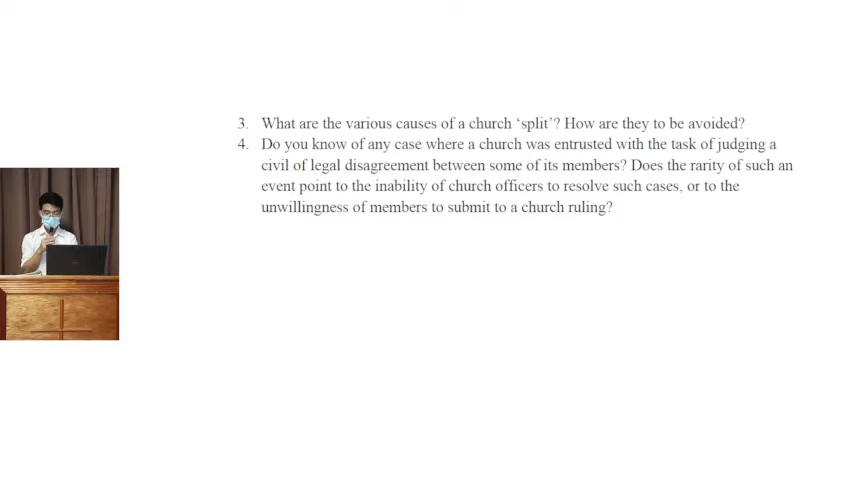 3. What are the various causes of a church ‘split’? How are they to be avoided?
4. Do you know of any case where a church was entrusted with the task of judging a
civil of legal disagreement between some of its members? Does the rarity of such an
event point to the inability of church officers to resolve such cases, or to the
unwillingness of members to submit to a church ruling?